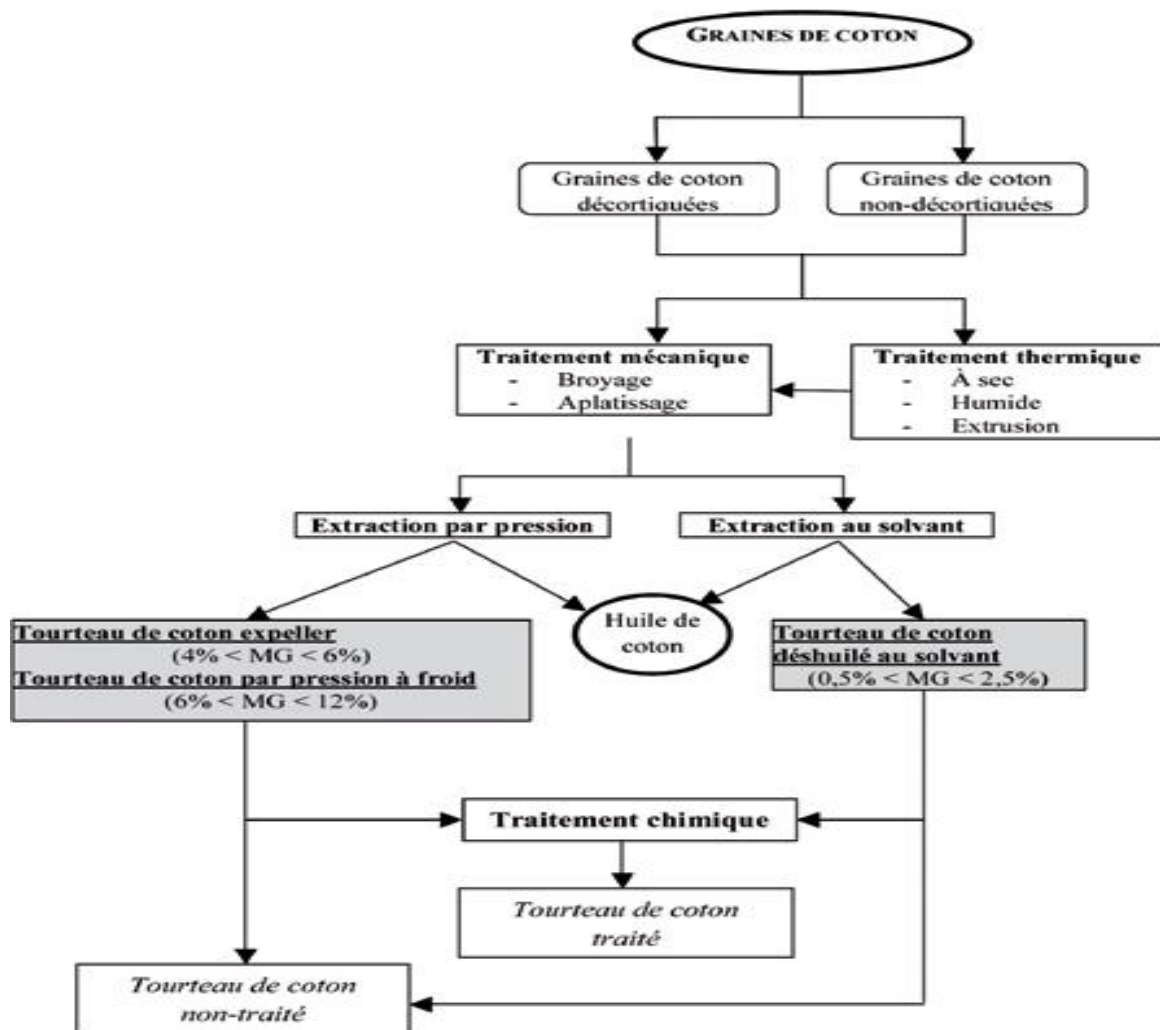 GRAINES DE COTON
Graines de coton
décortiquées
Graines de coton
non-décortiquées
Traitement mécanique
- Broyage
- Aplatissage
Traitement thermique
- À sec
- Humide
- Extrusion
Extraction par pression
Extraction au solvant
Tourteau de coton expeller
(4% < MG < 6%)
Tourteau de coton par pression à froid
(6% < MG < 12%)
Huile de
coton
Tourteau de coton
déshuilé au solvant
(0,5% < MG < 2,5%)
Traitement chimique
Tourteau de coton
traité
Tourteau de coton
non-traité